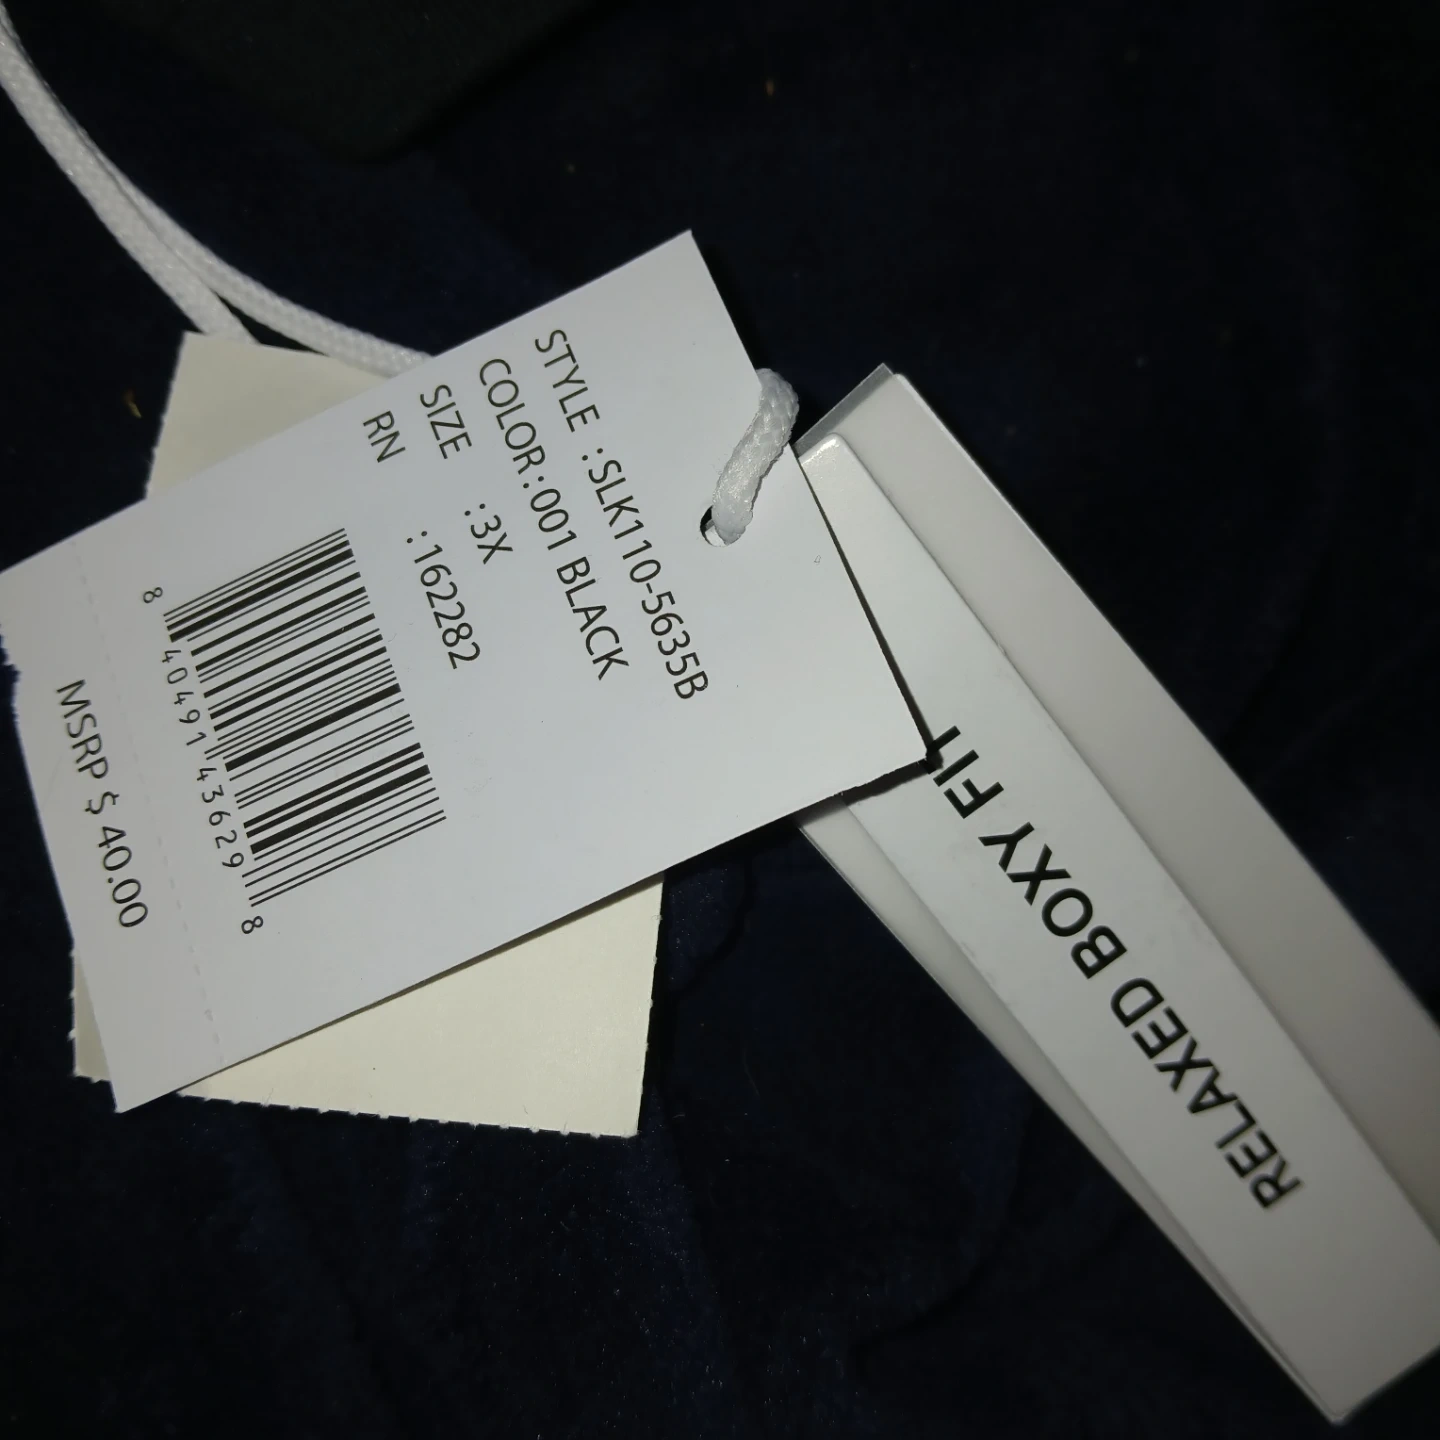 STYLE :SLK110-5635B
COLOR:001 BLACK
SIZE :3X
RN :162282
8 40491 43629 8
MSRP $ 40.00
RELAXED BOXY FIT